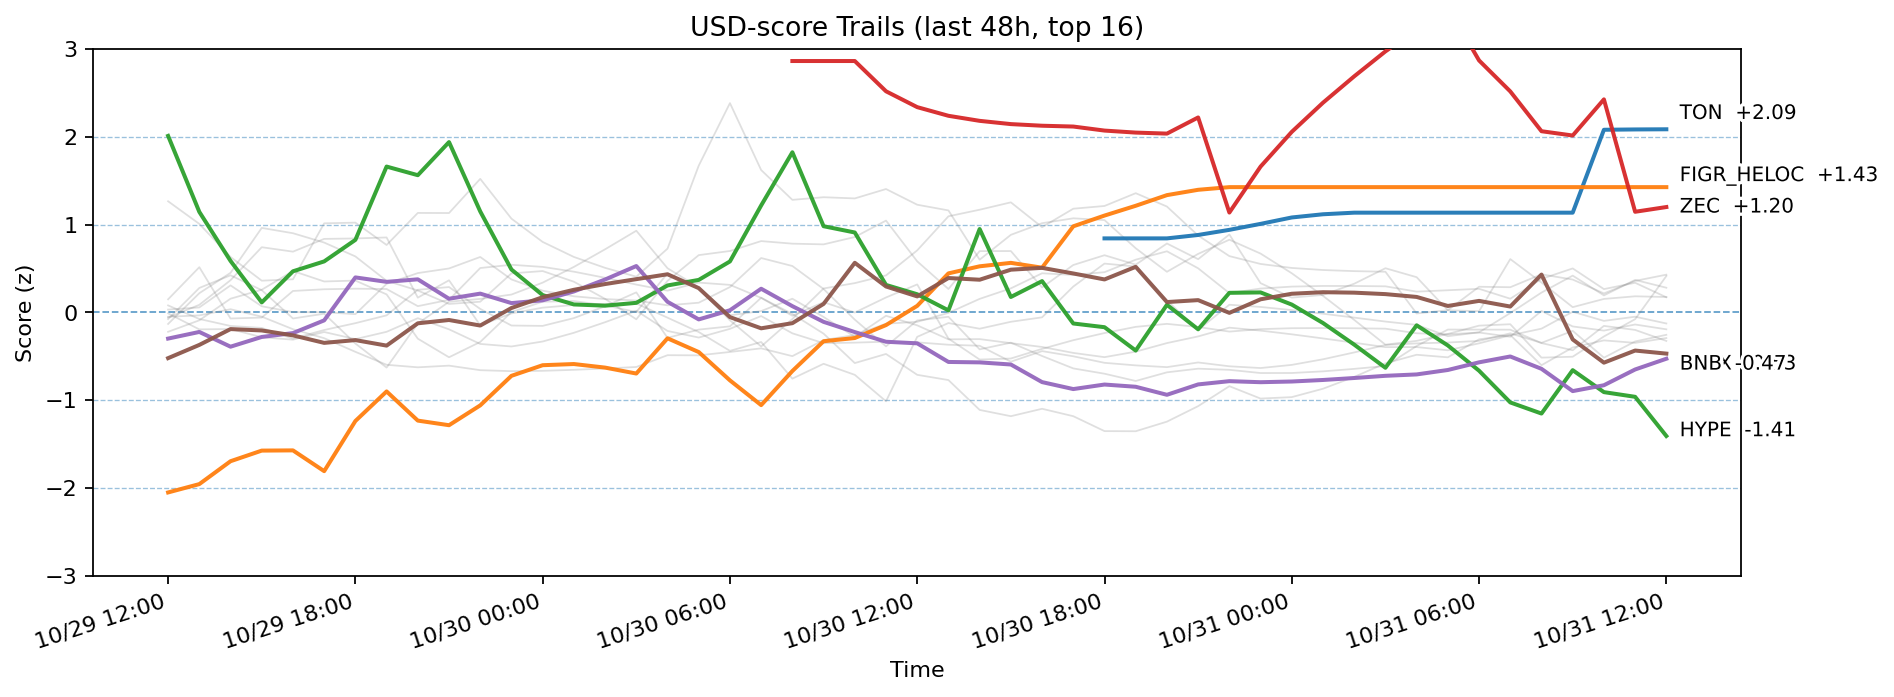 USD-score Trails (last 48h, top 16)
Score (z)
3
2
1
0
−1
−2
−3
TON +2.09
FIGR_HELOC +1.43
ZEC +1.20
HYPE -1.41
10/29 12:00
10/29 18:00
10/30 00:00
10/30 06:00
10/30 12:00
10/30 18:00
10/31 00:00
10/31 06:00
10/31 12:00
Time